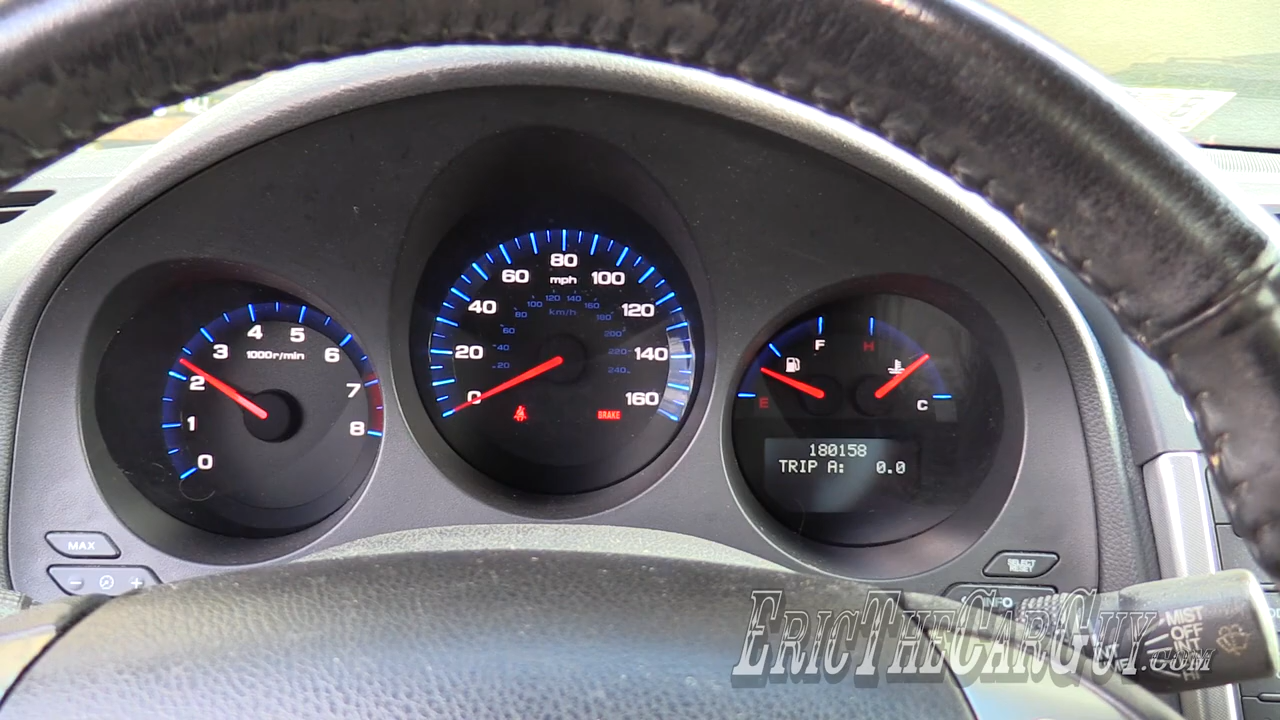 80
60
mph
100
100 120 140 160
km/h
80
180
40
120
60
200
4
5
3
6
1000r/min
20
40
220
140
2
7
20
240
0
160
1
8
BRAKE
0
F
H
E
C
180158
TRIP A: 0.0
MAX
− +
SELECT
RESET
INFO
MIST
OFF
HI
ERICTHECARGUY.COM